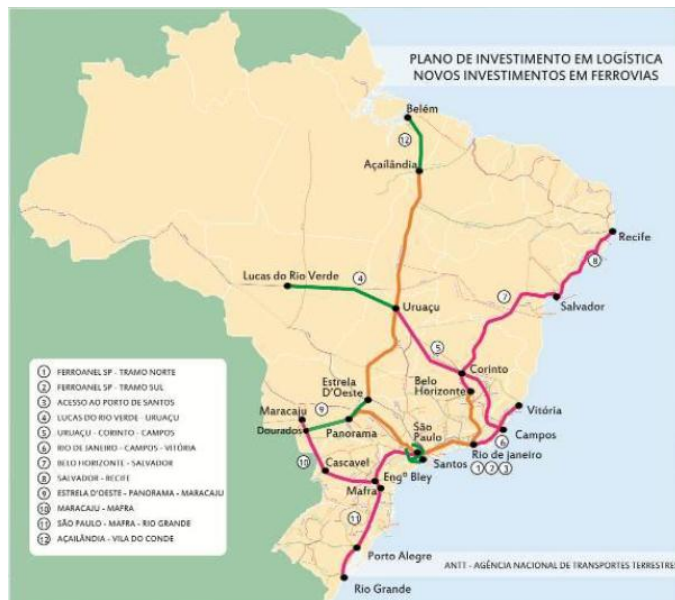 PLANO DE INVESTIMENTO EM LOGÍSTICA
NOVOS INVESTIMENTOS EM FERROVIAS
Belém
12
Açailândia
Recife
8
Lucas do Rio Verde
4
7
Uruaçu
Salvador
5
Corinto
Estrela
D'Oeste
Belo
Horizonte
Maracaju
9
São
Paulo
Vitória
Dourados
Panorama
Campos
6
Cascavel
Santos
Rio de Janeiro
1 2 3
10
Engº Bley
Mafra
11
Porto Alegre
Rio Grande
1 FERROANEL SP - TRAMO NORTE
2 FERROANEL SP - TRAMO SUL
3 ACESSO AO PORTO DE SANTOS
4 LUCAS DO RIO VERDE - URUAÇU
5 URUAÇU - CORINTO - CAMPOS
6 RIO DE JANEIRO - CAMPOS - VITÓRIA
7 BELO HORIZONTE - SALVADOR
8 SALVADOR - RECIFE
9 ESTRELA D'OESTE - PANORAMA - MARACAJU
10 MARACAJU - MAFRA
11 SÃO PAULO - MAFRA - RIO GRANDE
12 AÇAILÂNDIA - VILA DO CONDE
ANTT - AGÊNCIA NACIONAL DE TRANSPORTES TERRESTRE